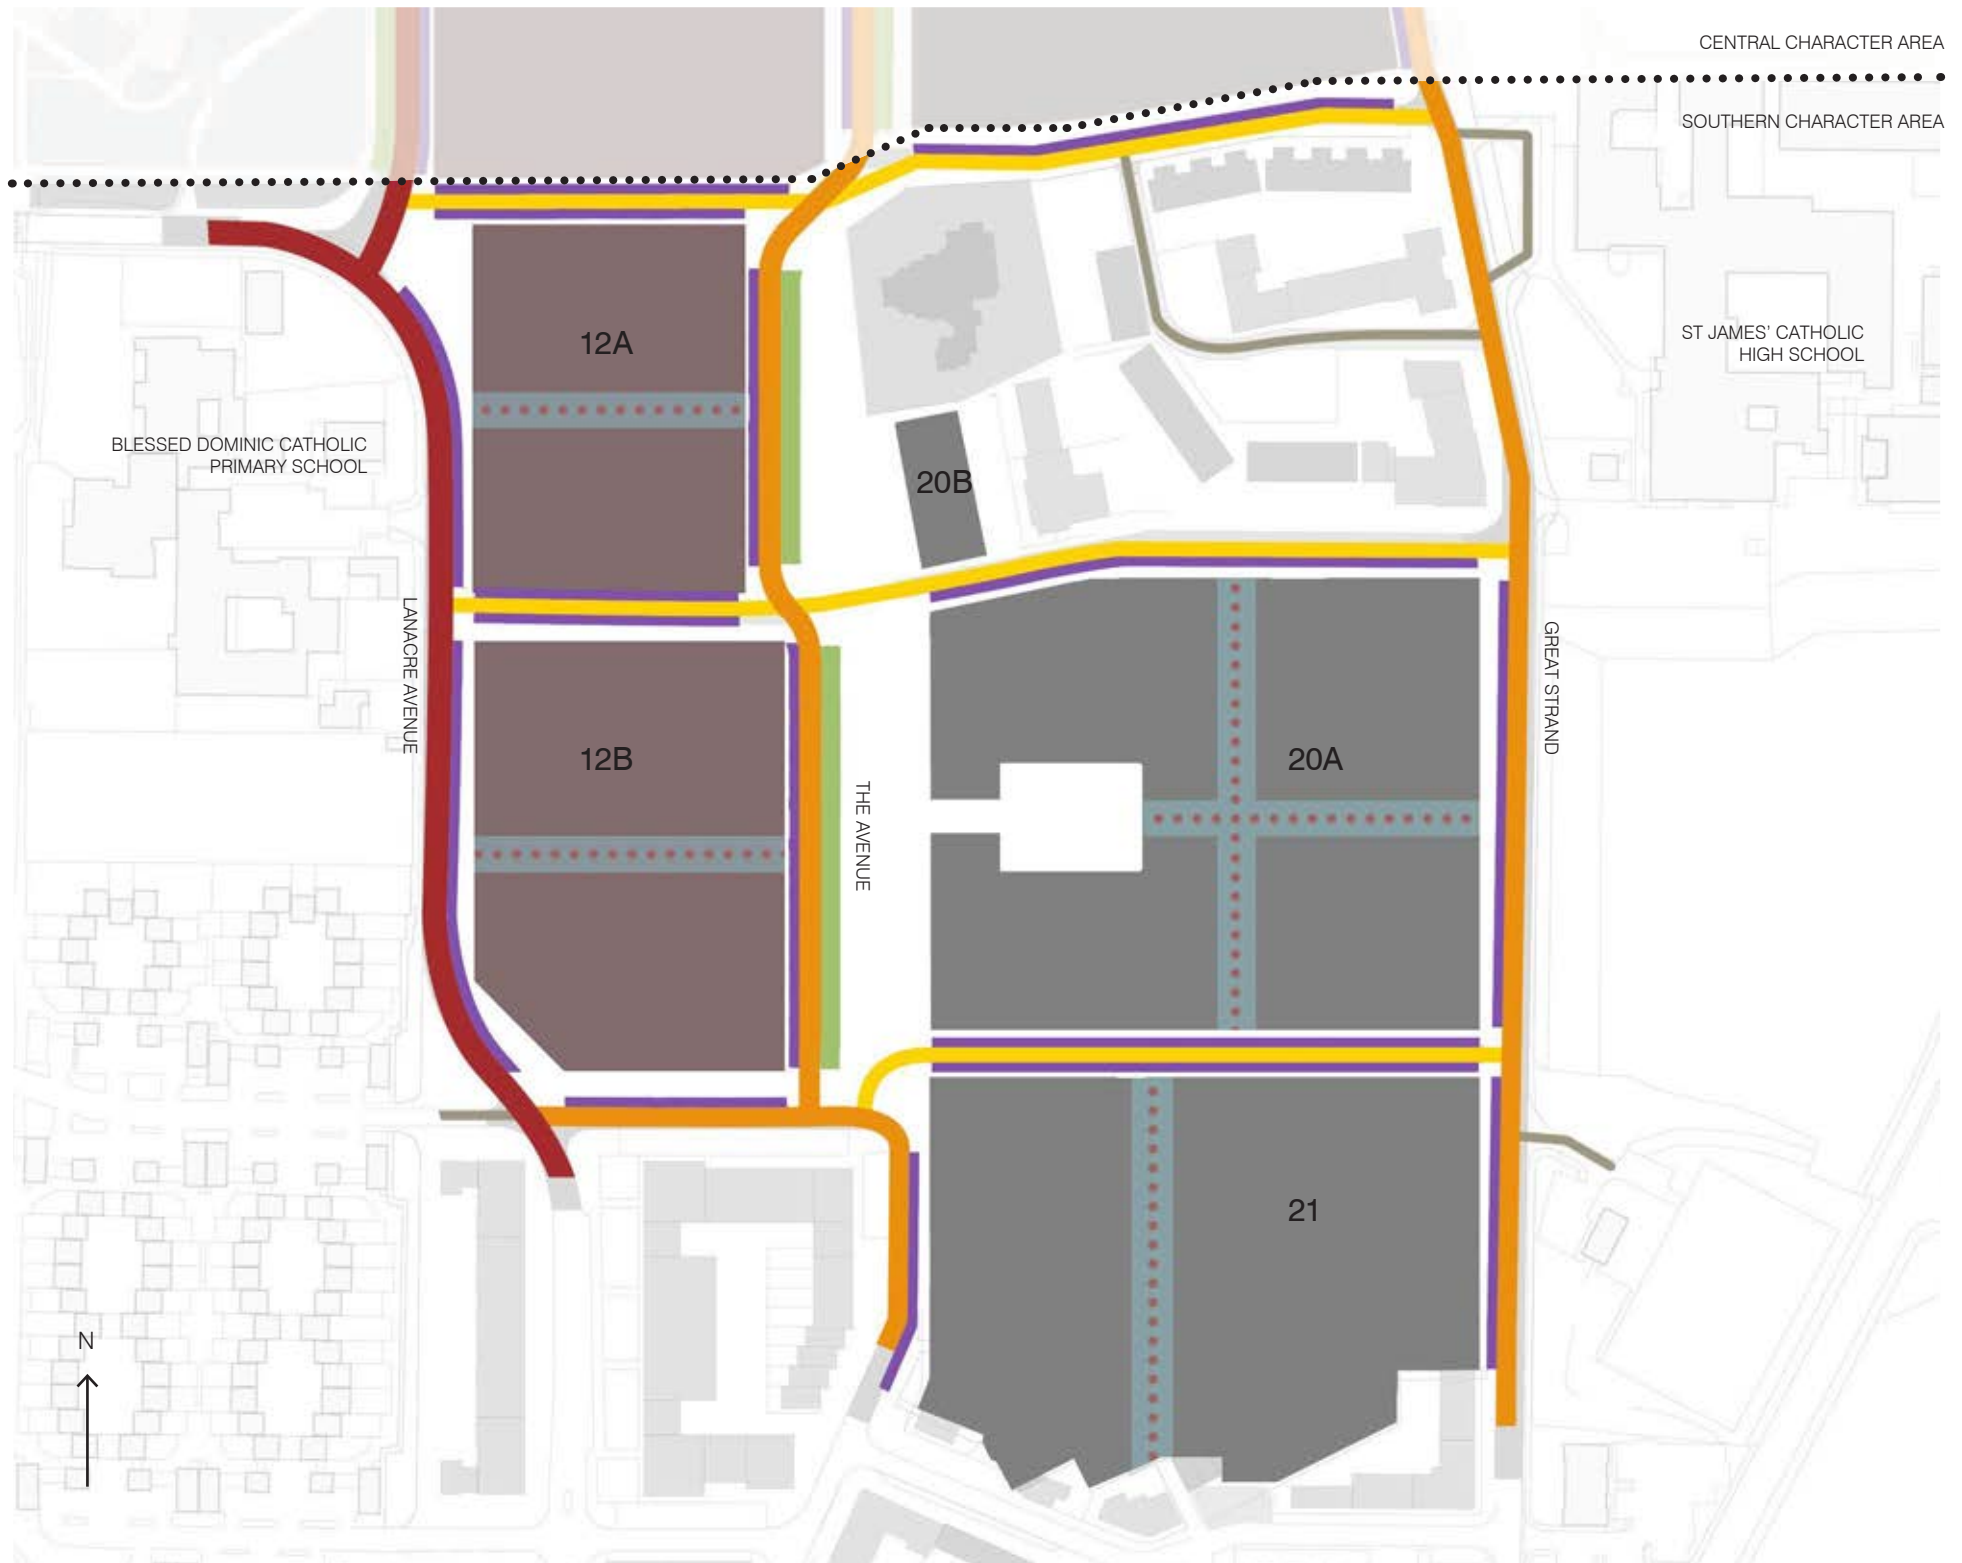 CENTRAL CHARACTER AREA
SOUTHERN CHARACTER AREA
12A
ST JAMES' CATHOLIC
HIGH SCHOOL
BLESSED DOMINIC CATHOLIC
PRIMARY SCHOOL
20B
LANACRE AVENUE
GREAT STRAND
12B
20A
THE AVENUE
21
N